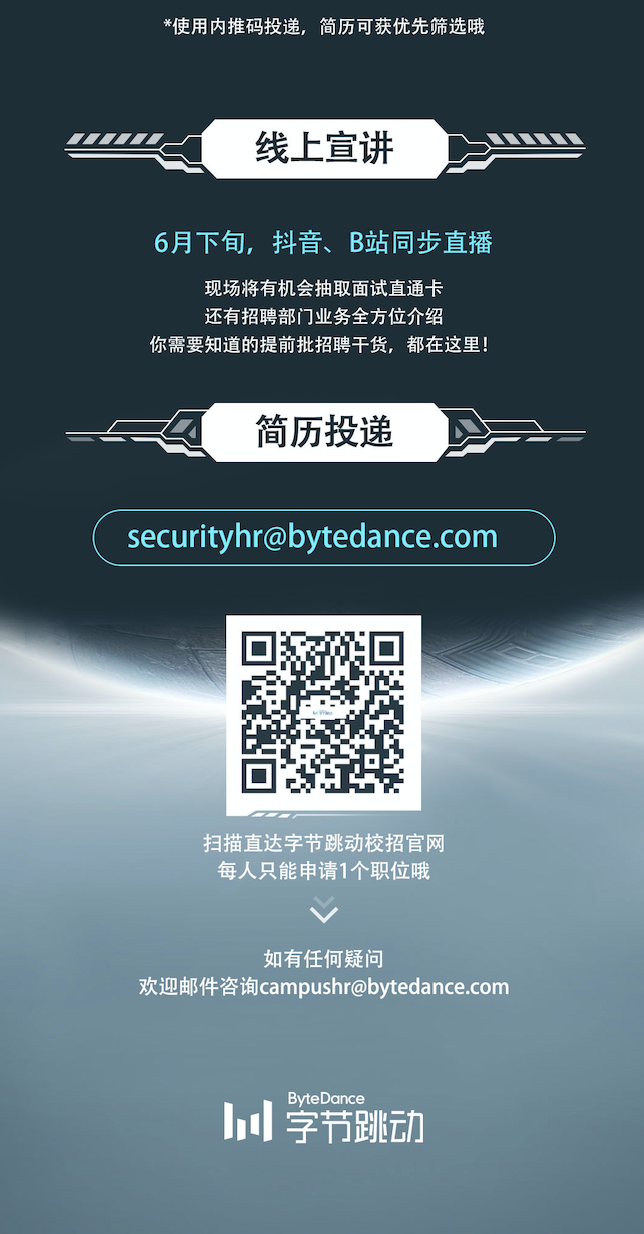 *使用内推码投递，简历可获优先筛选哦
线上宣讲
6月下旬，抖音、B站同步直播
现场将有机会抽取面试直通卡
还有招聘部门业务全方位介绍
你需要知道的提前批招聘干货，都在这里！
简历投递
securityhr@bytedance.com
扫描直达字节跳动校招官网
每人只能申请1个职位哦
如有任何疑问
欢迎邮件咨询campushr@bytedance.com
ByteDance
字节跳动